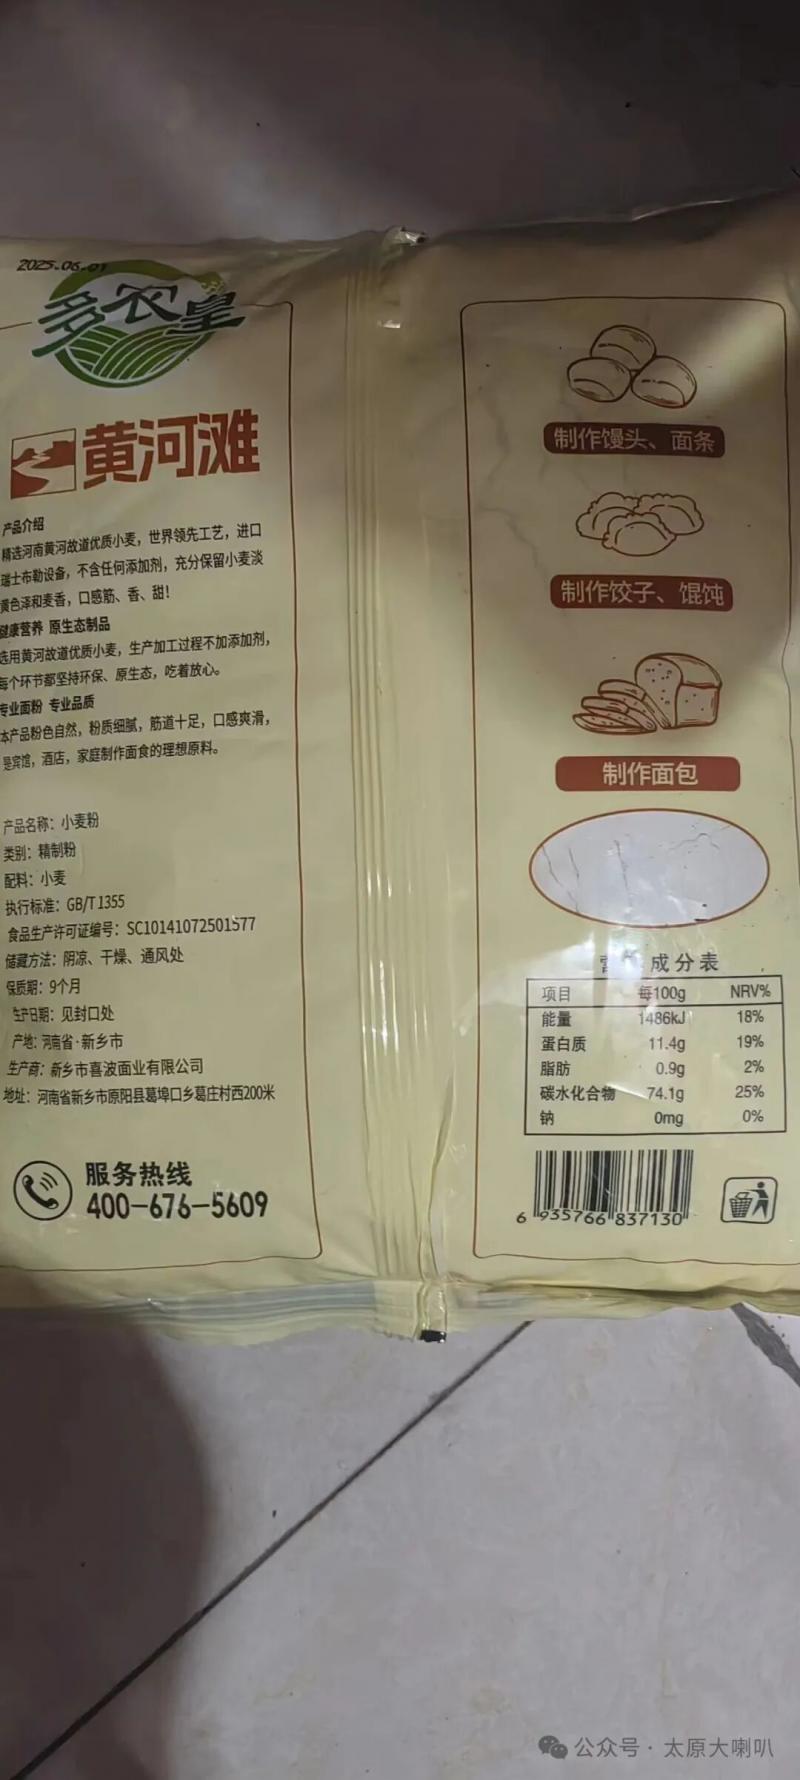 2025.06.01
多农皇
黄河滩
产品介绍
精选河南黄河故道优质小麦，世界领先工艺，进口
瑞士布勒设备，不含任何添加剂，充分保留小麦淡
黄色泽和麦香，口感筋、香、甜！
健康营养 原生态制品
选用黄河故道优质小麦，生产加工过程不加添加剂，
每个环节都坚持环保、原生态，吃着放心。
专业面粉 专业品质
本产品粉色自然，粉质细腻，筋道十足，口感爽滑，
是宾馆，酒店，家庭制作面食的理想原料。
产品名称：小麦粉
类别：精制粉
配料：小麦
执行标准：GB/T 1355
食品生产许可证编号：SC10141072501577
储藏方法：阴凉、干燥、通风处
保质期：9个月
生产日期：见封口处
产地：河南省·新乡市
生产商：新乡市喜波面业有限公司
地址：河南省新乡市原阳县葛埠口乡葛庄村西200米
服务热线
400-676-5609
制作馒头、面条
制作饺子、馄饨
制作面包
营 成分表
项目 每100g NRV%
能量 1486kJ 18%
蛋白质 11.4g 19%
脂肪 0.9g 2%
碳水化合物 74.1g 25%
钠 0mg 0%
6 935766 837130
公众号·太原大喇叭